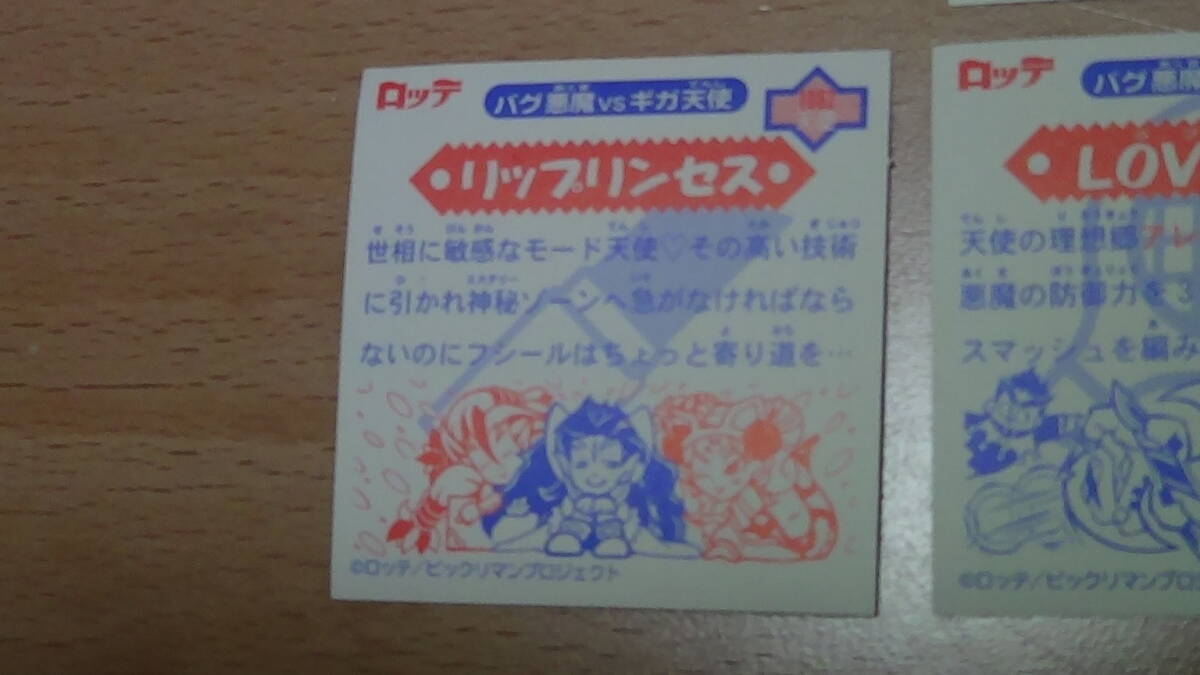 ロッテ
バグ悪魔vsギガ天使
リップリンセス
世相に敏感なモード天使♡その高い技術
に引かれ神秘ゾーンへ急がなければなら
ないのにフシールはちょっと寄り道を…
©ロッテ/ビックリマンプロジェクト
ロッテ
バグ悪魔
LOV
天使の理想郷アレ
悪魔の防御力を3
スマッシュを編み
©ロッテ/ビックリマンプロ